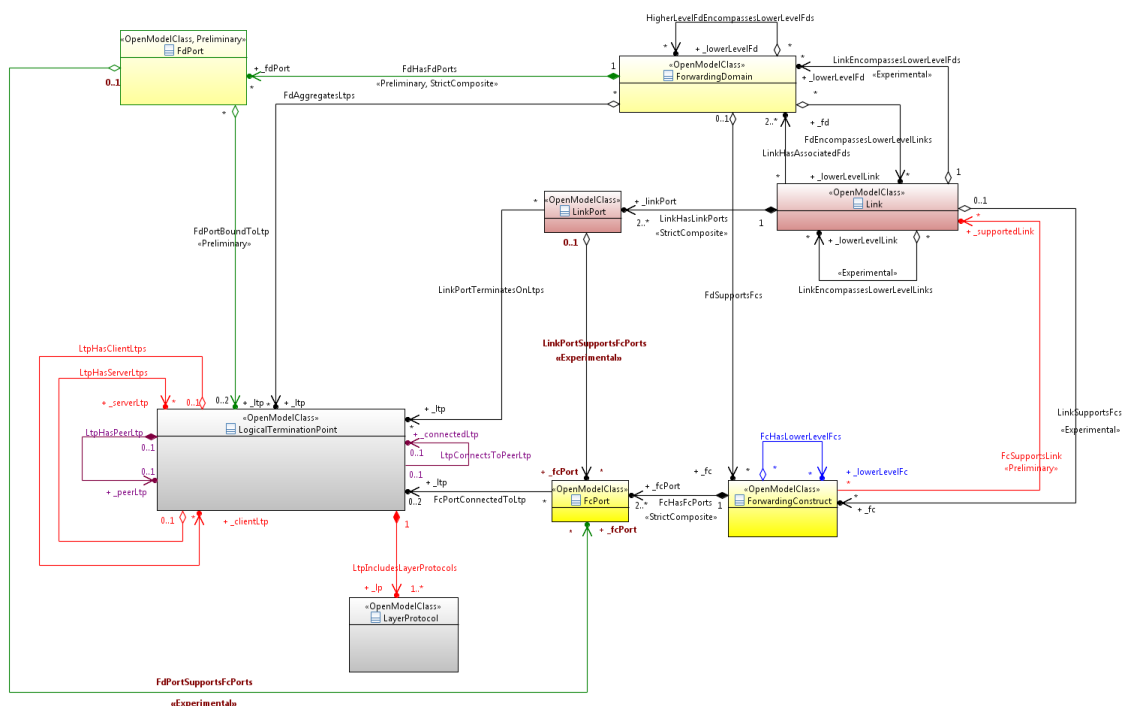 HigherLevelFdEncompassesLowerLevelFds
«OpenModelClass, Preliminary»
FdPort
0..1
*
+ _fdPort
*
FdHasFdPorts
«Preliminary, StrictComposite»
1
FdAggregatesLtps
*
* + _lowerLevelFd *
«OpenModelClass»
ForwardingDomain
0..1
2..*
*
+ _fd
LinkEncompassesLowerLevelFds
*
«Experimental»
+ _lowerLevelFd
FdEncompassesLowerLevelLinks
LinkHasAssociatedFds
*
+ _lowerLevelLink
*
1
«OpenModelClass»
Link
0..1
*
+ _supportedLink
*
«OpenModelClass»
LinkPort
0..1
+ _linkPort
2..*
LinkHasLinkPorts
«StrictComposite»
1
FdPortBoundToLtp
«Preliminary»
* + _lowerLevelLink *
«Experimental»
LinkEncompassesLowerLevelLinks
LinkPortTerminatesOnLtps
FdSupportsFcs
LinkPortSupportsFcPorts
«Experimental»
LtpHasClientLtps
LtpHasServerLtps
+ _serverLtp
*
0..1
0..2
+ _ltp
*
+ _ltp
«OpenModelClass»
LogicalTerminationPoint
+ _ltp
*
+ _connectedLtp
0..1
LtpConnectsToPeerLtp
0..1
LtpHasPeerLtp
0..1
0..1
+ _peerLtp
+ _ltp
0..2
FcPortConnectedToLtp
0..1
*
+ _clientLtp
1
LtpIncludesLayerProtocols
+ _lp
1..*
«OpenModelClass»
LayerProtocol
+ _fcPort
*
«OpenModelClass»
FcPort
*
*
+ _fcPort
+ _fcPort
2..*
FcHasFcPorts
«StrictComposite»
1
+ _fc
*
FcHasLowerLevelFcs
*
*
+ _lowerLevelFc
*
«OpenModelClass»
ForwardingConstruct
*
+ _fc
FcSupportsLink
«Preliminary»
LinkSupportsFcs
«Experimental»
FdPortSupportsFcPorts
«Experimental»